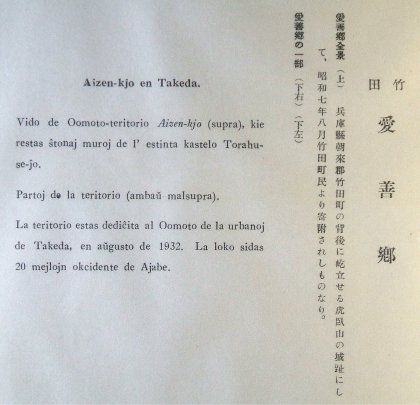 竹田
愛善鄉
愛善鄉全景（上） 兵庫縣朝來郡竹田町の背後に屹立せる虎臥山の城趾にし
て、昭和七年八月竹田町民より寄附されしものなり。
愛善鄉の一部（下右）（下左）
Aizen-kjo en Takeda.
Vido de Oomoto-teritorio Aizen-kjo (supra), kie
restas ŝtonaj muroj de l' estinta kastelo Torahu-
se-jo.
Partoj de la teritorio (ambaŭ malsupra).
La teritorio estas dediĉita al Oomoto de la urbanoj
de Takeda, en aŭgusto de 1932. La loko sidas
20 mejlojn okcidente de Ajabe.